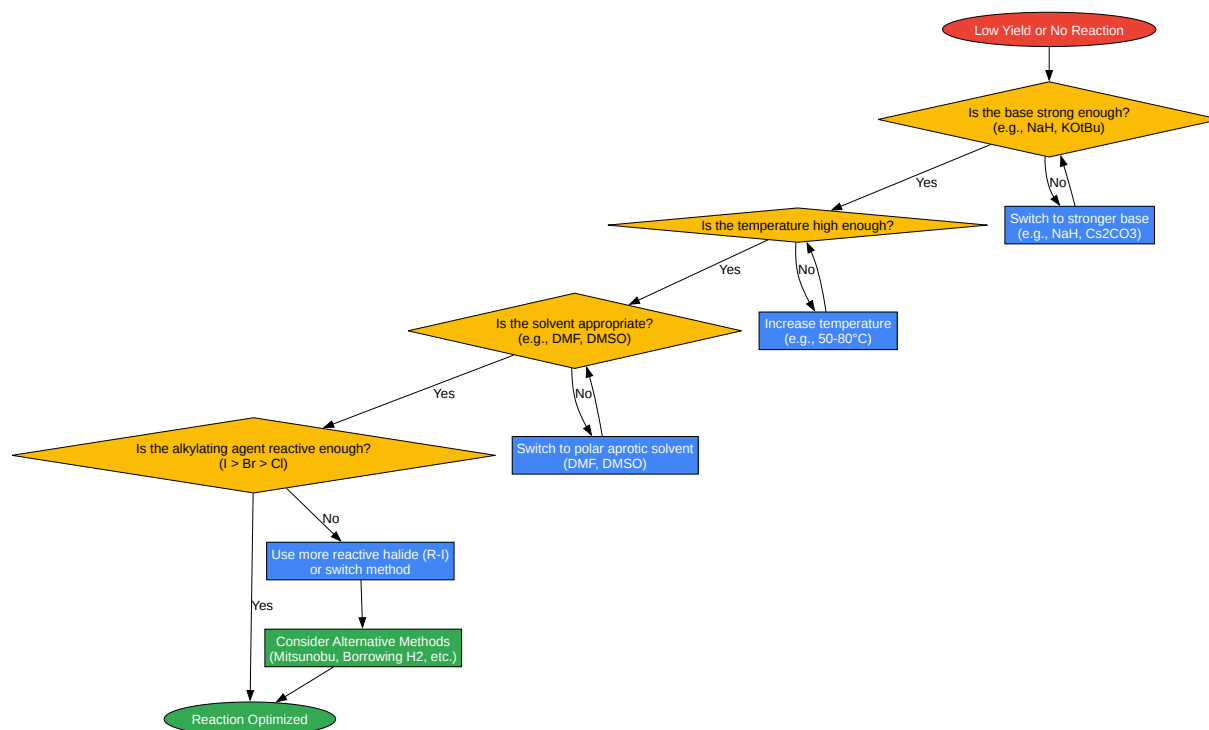 Low Yield or No Reaction
Is the base strong enough?
(e.g., NaH, KOtBu)
Yes
No
Switch to stronger base
(e.g., NaH, Cs2CO3)
Is the temperature high enough?
Yes
No
Increase temperature
(e.g., 50-80°C)
Is the solvent appropriate?
(e.g., DMF, DMSO)
Yes
No
Switch to polar aprotic solvent
(DMF, DMSO)
Is the alkylating agent reactive enough?
(I > Br > Cl)
No
Use more reactive halide (R-I)
or switch method
Yes
Consider Alternative Methods
(Mitsunobu, Borrowing H2, etc.)
Reaction Optimized